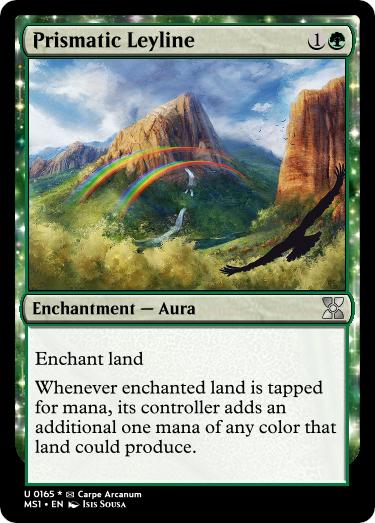 Prismatic Leyline
1
Enchantment — Aura
Enchant land
Whenever enchanted land is tapped
for mana, its controller adds an
additional one mana of any color that
land could produce.
U 0165 * Carpe Arcanum
MS1 • EN Isis Sousa